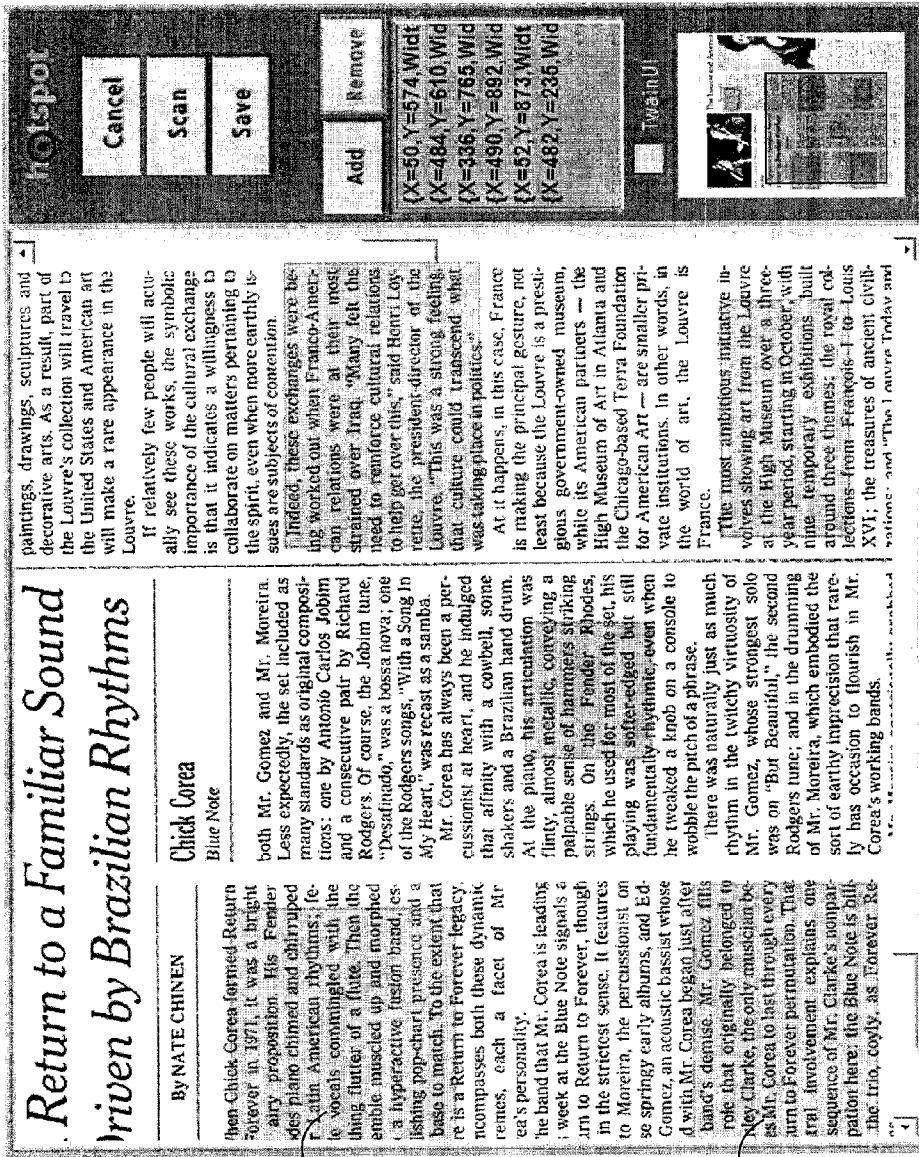 Return to a Familiar Sound
riven by Brazilian Rhythms
By NATE CHINEN
Chick Corea
Blue Note
hen Chick Corea formed Return
Forever in 1971, it was a bright
ary proposition. His Fender
odes piano chimed and chirruped
Latin American rhythms; fe-
le vocals commingled with the
thing flutter of a flute. Then the
emble muscled up and morphed
a hyperactive fusion band, es-
lishing pop-chart presence and a
base to match. To the extent that
re is a Return to Forever legacy,
ncompasses both these dynamic
remes, each a facet of Mr
ea's personality.
he band that Mr. Corea is leading
week at the Blue Note signals a
urn to Return to Forever, though
in the strictest sense. It features
to Moreira, the percussionist on
se springy early albums, and Ed-
Gomez, an acoustic bassist whose
d with Mr. Corea began just after
band's demise. Mr. Gomez fills
role that originally belonged to
ley Clarke, the only musician be-
es Mr. Corea to last through every
urn to Forever permutation. That
tral involvement explains one
sequence of Mr. Clarke's nonpar-
pation here: the Blue Note is bill-
the trio, coyly, as Forever Re-
both Mr. Gomez and Mr. Moreira.
Less expectedly, the set included as
many standards as original composi-
tions: one by Antonio Carlos Jobim
and a consecutive pair by Richard
Rodgers. Of course, the Jobim tune,
"Desafinado," was a bossa nova; one
of the Rodgers songs, "With a Song In
My Heart," was recast as a samba.
Mr. Corea has always been a per-
cussionist at heart, and he indulged
that affinity with a cowbell, some
shakers and a Brazilian hand drum.
At the piano, his articulation was
flinty, almost metallic, conveying a
palpable sense of hammers striking
strings. On the Fender Rhodes,
which he used for most of the set, his
playing was softer-edged but still
fundamentally rhythmic, even when
he tweaked a knob on a console to
wobble the pitch of a phrase.
There was naturally just as much
rhythm in the twitchy virtuosity of
Mr. Gomez, whose strongest solo
was on "But Beautiful," the second
Rodgers tune; and in the drumming
of Mr. Moreira, which embodied the
sort of earthy imprecision that rare-
ly has occasion to flourish in Mr.
Corea's working bands.
paintings, drawings, sculptures and
decorative arts. As a result, part of
the Louvre's collection will travel to
the United States and American art
will make a rare appearance in the
Louvre.
If relatively few people will actu-
ally see these works, the symbolic
importance of the cultural exchange
is that it indicates a willingness to
collaborate on matters pertaining to
the spirit, even when more earthly is-
sues are subjects of contention.
Indeed, these exchanges were be-
ing worked out when Franco-Ameri-
can relations were at their most
strained over Iraq. "Many felt the
need to reinforce cultural relations
to help get over this," said Henri Loy-
rette, the president-director of the
Louvre. "This was a strong feeling
that culture could transcend what
was taking place in politics."
At it happens, in this case, France
is making the principal gesture, not
least because the Louvre is a presti-
gious government-owned museum,
while its American partners — the
High Museum of Art in Atlanta and
the Chicago-based Terra Foundation
for American Art — are smaller pri-
vate institutions. In other words, in
the world of art, the Louvre is
France.
The most ambitious initiative in-
volves showing art from the Louvre
at the High Museum over a three-
year period starting in October, with
nine temporary exhibitions built
around three themes: the royal col-
lections from François I to Louis
XVI; the treasures of ancient civili-
zations; and "The Louvre Today and
hotspot
Cancel
Scan
Save
Add Remove
{X=50,Y=574,Widt
{X=484,Y=610,Wid
{X=336,Y=765,Wid
{X=490,Y=882,Wid
{X=52,Y=873,Widt
{X=482,Y=235,Wid
TwainUI